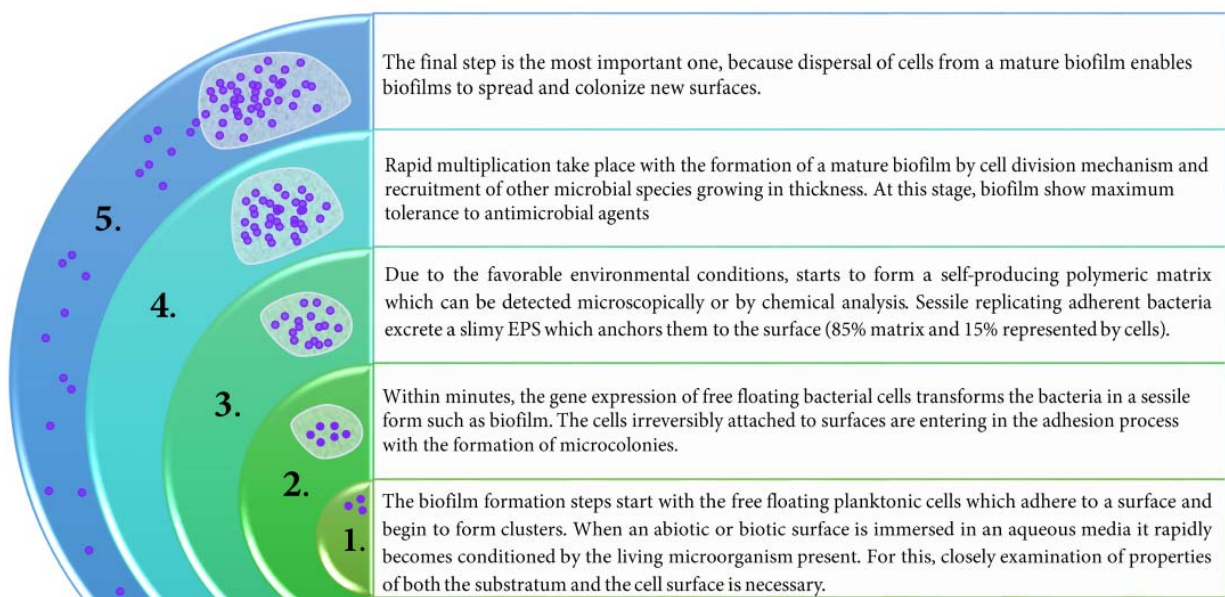 The final step is the most important one, because dispersal of cells from a mature biofilm enables
biofilms to spread and colonize new surfaces.
5.
Rapid multiplication take place with the formation of a mature biofilm by cell division mechanism and
recruitment of other microbial species growing in thickness. At this stage, biofilm show maximum
tolerance to antimicrobial agents
4.
Due to the favorable environmental conditions, starts to form a self-producing polymeric matrix
which can be detected microscopically or by chemical analysis. Sessile replicating adherent bacteria
excrete a slimy EPS which anchors them to the surface (85% matrix and 15% represented by cells).
3.
Within minutes, the gene expression of free floating bacterial cells transforms the bacteria in a sessile
form such as biofilm. The cells irreversibly attached to surfaces are entering in the adhesion process
with the formation of microcolonies.
2.
The biofilm formation steps start with the free floating planktonic cells which adhere to a surface and
begin to form clusters. When an abiotic or biotic surface is immersed in an aqueous media it rapidly
becomes conditioned by the living microorganism present. For this, closely examination of properties
of both the substratum and the cell surface is necessary.
1.